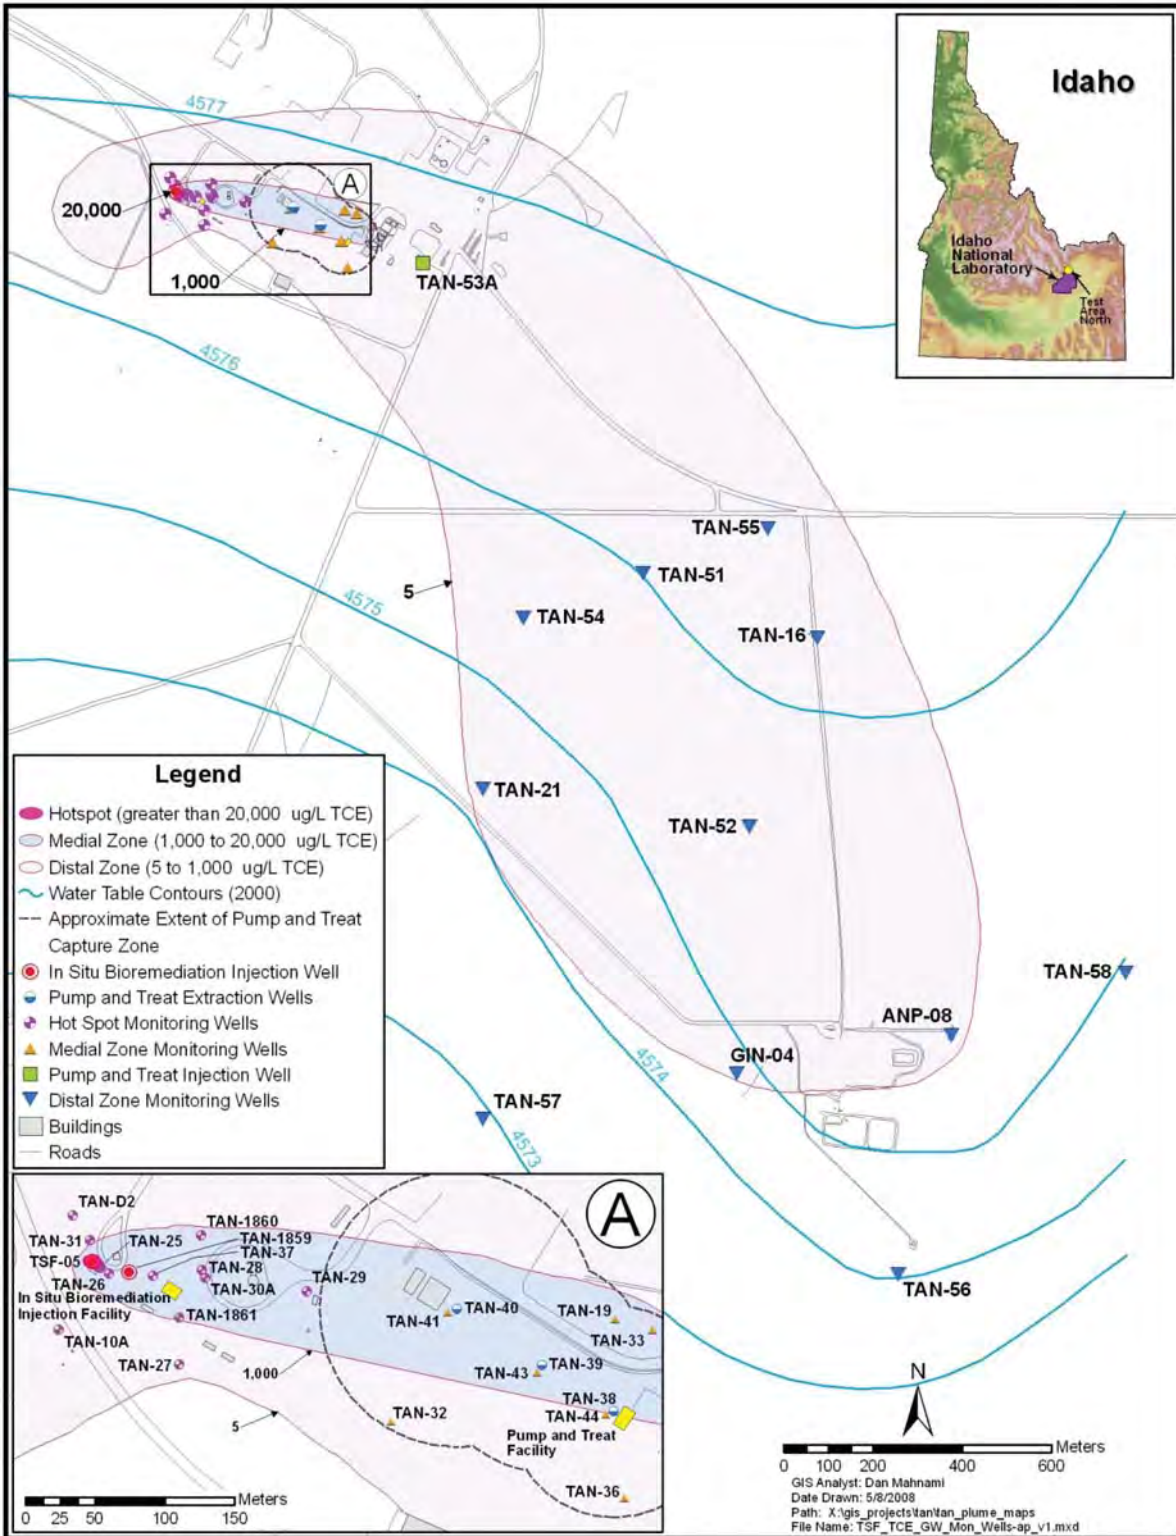 4577
Idaho
A
20,000
1,000
TAN-53A
Idaho
National
Laboratory
Test
Area
North
4576
TAN-55
TAN-51
5
4575
TAN-54
TAN-16
TAN-21
TAN-52
Legend
Hotspot (greater than 20,000 ug/L TCE)
Medial Zone (1,000 to 20,000 ug/L TCE)
Distal Zone (5 to 1,000 ug/L TCE)
Water Table Contours (2000)
Approximate Extent of Pump and Treat
Capture Zone
In Situ Bioremediation Injection Well
Pump and Treat Extraction Wells
Hot Spot Monitoring Wells
Medial Zone Monitoring Wells
Pump and Treat Injection Well
Distal Zone Monitoring Wells
Buildings
Roads
TAN-58
ANP-08
GIN-04
4574
TAN-57
4573
TAN-56
A
TAN-D2
TAN-1860
TAN-31
TAN-25
TAN-1859
TAN-37
TSF-05
TAN-28
TAN-29
TAN-26
TAN-30A
In Situ Bioremediation
Injection Facility
TAN-1861
TAN-40
TAN-41
TAN-19
TAN-33
TAN-10A
TAN-27
1,000
TAN-39
TAN-43
TAN-38
TAN-44
TAN-32
5
Pump and Treat
Facility
TAN-36
Meters
0 25 50 100 150
N
Meters
0 100 200 400 600
GIS Analyst: Dan Mahnami
Date Drawn: 5/8/2008
Path: X:\gis_projects\tan\tan_plume_maps
File Name: TSF_TCE_GW_Mon_Wells-ap_v1.mxd